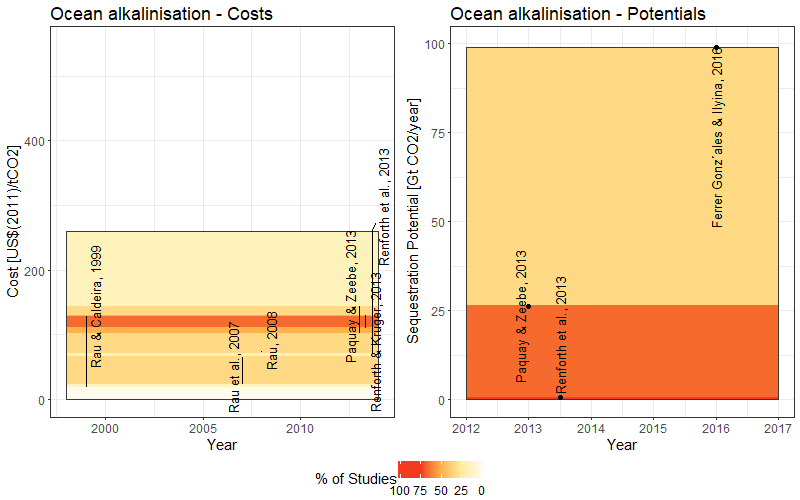 Ocean alkalinisation - Costs
Cost [US$(2011)/tCO2]
400
200
0
Rau & Caldeira, 1999
Rau et al., 2007
Rau, 2008
Paquay & Zeebe, 2013
Renforth & Kruger, 2013
Renforth et al., 2013
2000
2005
2010
Year
Ocean alkalinisation - Potentials
Sequestration Potential [Gt CO2/year]
100
75
50
25
0
Paquay & Zeebe, 2013
Renforth et al., 2013
Ferrer Gonz´ales & Ilyina, 2016
2012
2013
2014
2015
2016
2017
Year
% of Studies
100 75 50 25 0